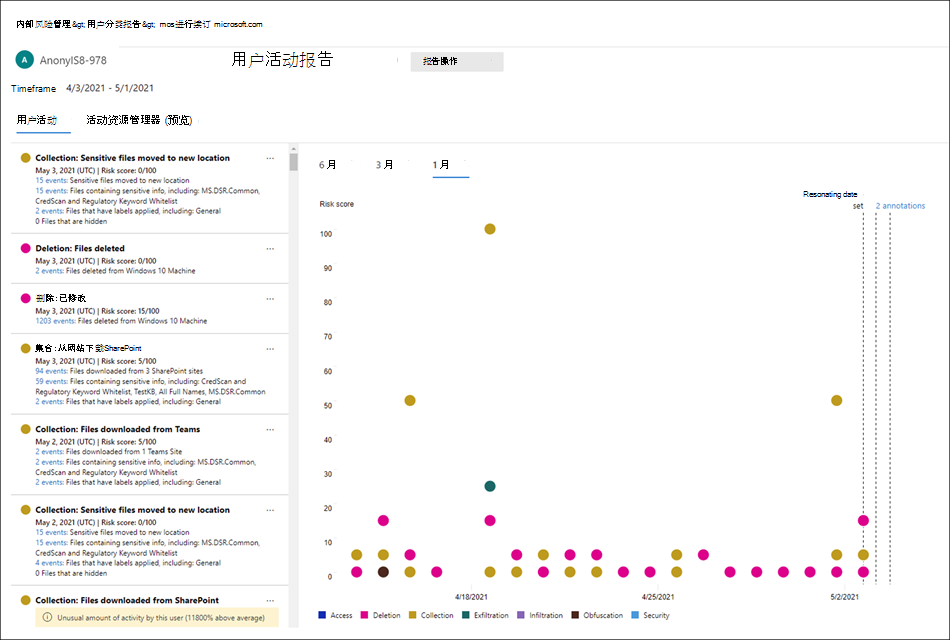 内部风险管理&gt; 用户分类报告&gt; mos进行续订 microsoft.com
A AnonyIS8-978
用户活动报告
报告操作
Timeframe 4/3/2021 - 5/1/2021
用户活动 活动资源管理器 (预览)
Collection: Sensitive files moved to new location ...
May 3, 2021 (UTC) | Risk score: 0/100
15 events: Sensitive files moved to new location
15 events: Files containing sensitive info, including: MS.DSR.Common,
CredScan and Regulatory Keyword Whitelist
2 events: Files that have labels applied, including: General
0 Files that are hidden
Deletion: Files deleted ...
May 3, 2021 (UTC) | Risk score: 0/100
2 events: Files deleted from Windows 10 Machine
删除:已修改 ...
May 3, 2021 (UTC) | Risk score: 15/100
1203 events: Files deleted from Windows 10 Machine
集合:从网站下载SharePoint ...
May 3, 2021 (UTC) | Risk score: 5/100
94 events: Files downloaded from 3 SharePoint sites
59 events: Files containing sensitive info, including: CredScan and
Regulatory Keyword Whitelist, TestKB, All Full Names, MS.DSR.Common
2 events: Files that have labels applied, including: General
Collection: Files downloaded from Teams ...
May 2, 2021 (UTC) | Risk score: 5/100
2 events: Files downloaded from 1 Teams Site
2 events: Files containing sensitive info, including: MS.DSR.Common,
CredScan and Regulatory Keyword Whitelist
2 events: Files that have labels applied, including: General
Collection: Sensitive files moved to new location ...
May 2, 2021 (UTC) | Risk score: 0/100
15 events: Sensitive files moved to new location
15 events: Files containing sensitive info, including: MS.DSR.Common,
CredScan and Regulatory Keyword Whitelist
4 events: Files that have labels applied, including: General
0 Files that are hidden
Collection: Files downloaded from SharePoint ...
Unusual amount of activity by this user (11800% above average)
6 月 3 月 1 月
Risk score
Resonating date
set 2 annotations
100
90
80
70
60
50
40
30
20
10
0
4/18/2021 4/25/2021 5/2/2021
Access Deletion Collection Exfiltration Infiltration Obfuscation Security